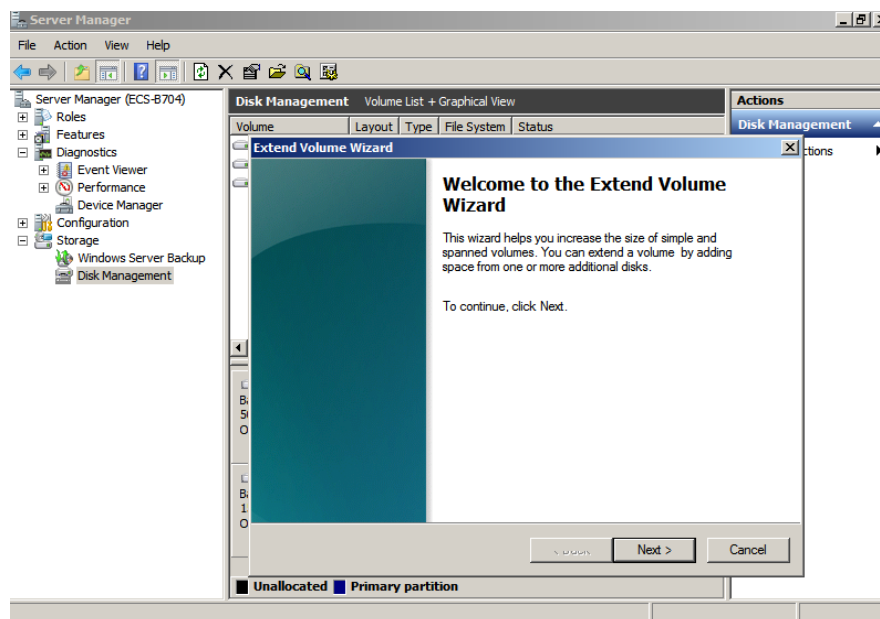 Server Manager
File Action View Help
Server Manager (ECS-B704)
Roles
Features
Diagnostics
Event Viewer
Performance
Device Manager
Configuration
Storage
Windows Server Backup
Disk Management
Disk Management Volume List + Graphical View
Volume Layout Type File System Status
Actions
Disk Management
Extend Volume Wizard
Welcome to the Extend Volume
Wizard
This wizard helps you increase the size of simple and
spanned volumes. You can extend a volume by adding
space from one or more additional disks.
To continue, click Next.
Next > Cancel
Unallocated Primary partition